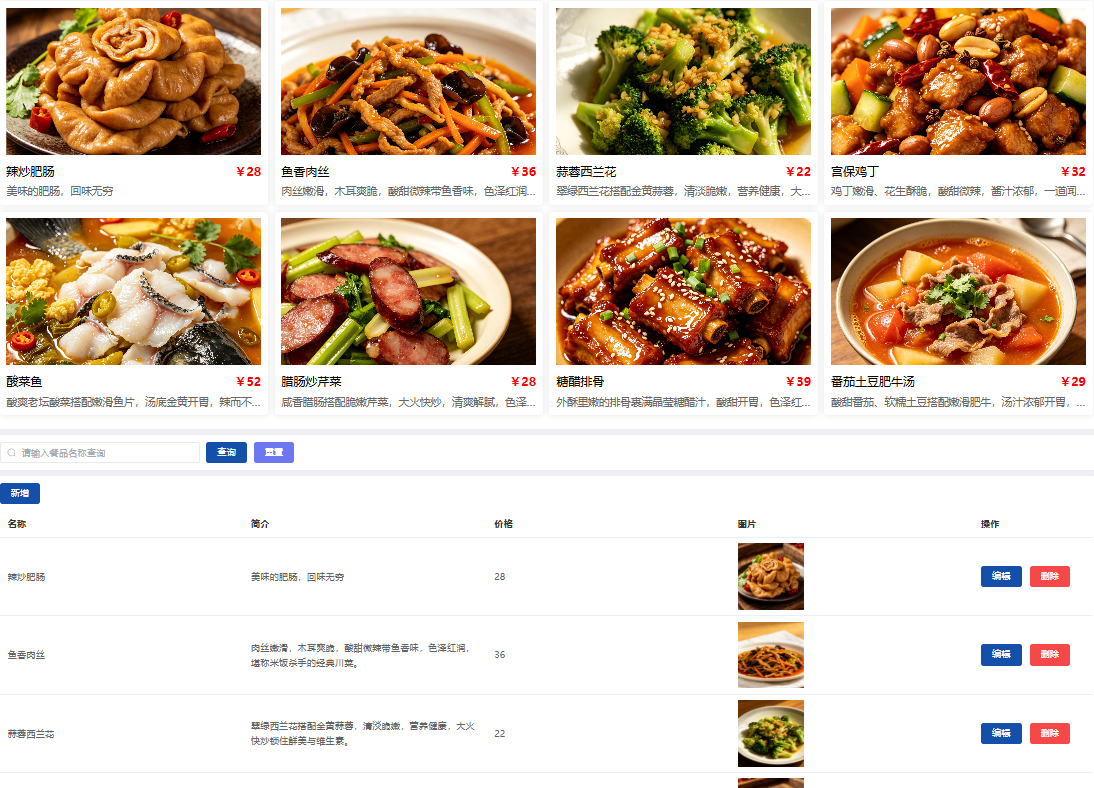 辣炒肥肠 ￥28
美味的肥肠，回味无穷
鱼香肉丝 ￥36
肉丝嫩滑，木耳爽脆，酸甜微辣带鱼香味，色泽红润...
蒜蓉西兰花 ￥22
翠绿西兰花搭配金黄蒜蓉，清淡脆嫩，营养健康，大...
宫保鸡丁 ￥32
鸡丁嫩滑、花生酥脆，酸甜微辣，酱汁浓郁，一道闻...
酸菜鱼 ￥52
酸爽老坛酸菜搭配嫩滑鱼片，汤底金黄开胃，辣而不...
腊肠炒芹菜 ￥28
咸香腊肠搭配脆嫩芹菜，大火快炒，清爽解腻，色泽...
糖醋排骨 ￥39
外酥里嫩的排骨裹满晶莹糖醋汁，酸甜开胃，色泽红...
番茄土豆肥牛汤 ￥29
酸甜番茄、软糯土豆搭配嫩滑肥牛，汤汁浓郁开胃，...
请输入餐品名称查询 查询 重置
新增
名称 简介 价格 图片 操作
辣炒肥肠 美味的肥肠，回味无穷 28 编辑 删除
鱼香肉丝 肉丝嫩滑，木耳爽脆，酸甜微辣带鱼香味，色泽红润， 36 编辑 删除
堪称米饭杀手的经典川菜。
蒜蓉西兰花 翠绿西兰花搭配金黄蒜蓉，清淡脆嫩，营养健康，大火 22 编辑 删除
快炒锁住鲜美与维生素。